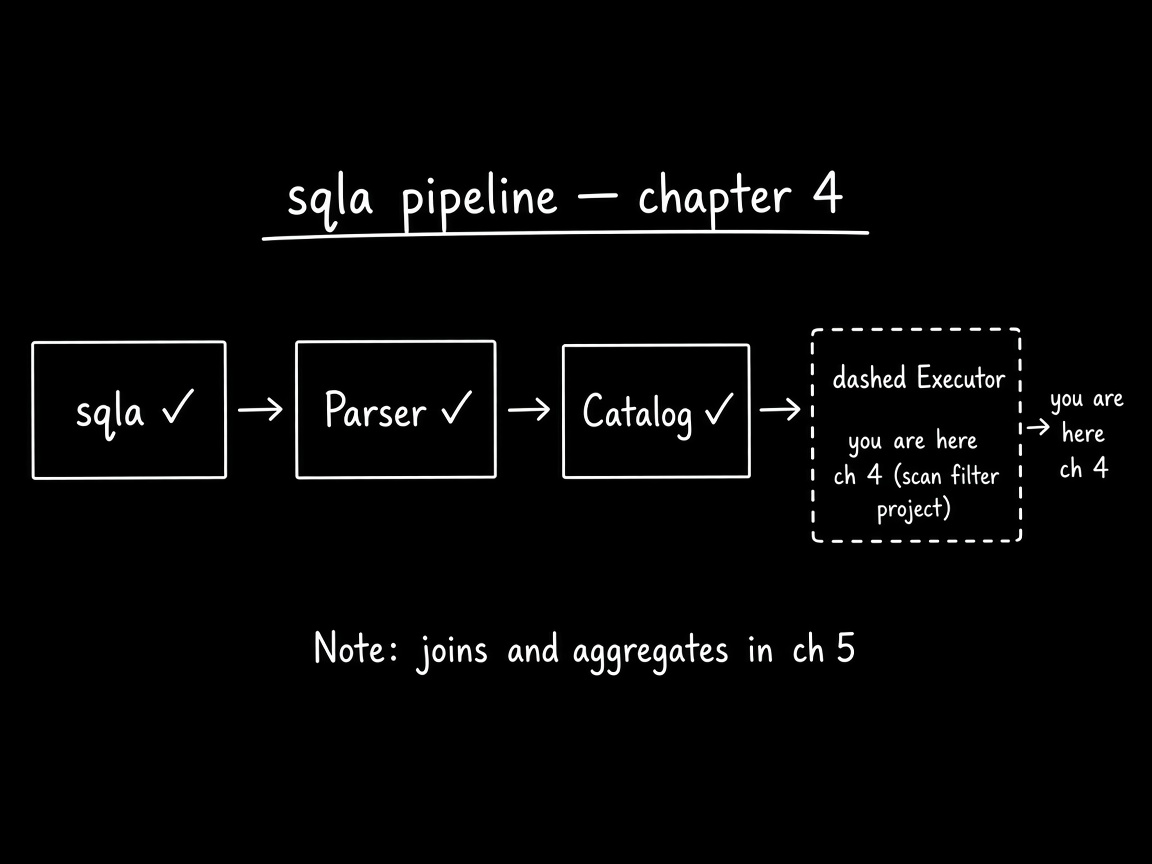 sqla pipeline — chapter 4
sqla ✓
Parser ✓
Catalog ✓
dashed Executor
you are here
ch 4 (scan filter
project)
you are
here
ch 4
Note: joins and aggregates in ch 5